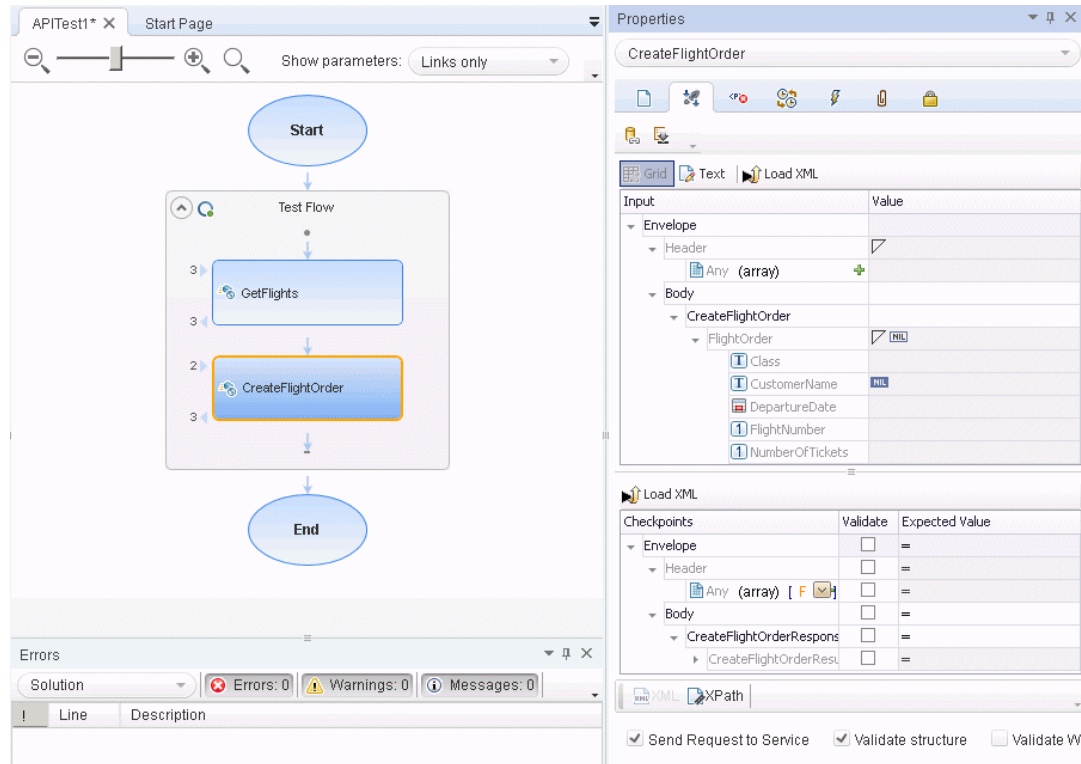 APITest1*
Start Page
Show parameters: Links only
Start
Test Flow
3
GetFlights
3
2
CreateFlightOrder
3
End
Errors
Solution
Errors: 0
Warnings: 0
Messages: 0
! Line Description
Properties
CreateFlightOrder
Grid Text Load XML
Input Value
Envelope
Header
Any (array)
Body
CreateFlightOrder
FlightOrder NIL
Class
CustomerName NIL
DepartureDate
FlightNumber
NumberOfTickets
Load XML
Checkpoints Validate Expected Value
Envelope =
Header =
Any (array) [ F ] =
Body =
CreateFlightOrderRespons =
CreateFlightOrderResu =
XML XPath
Send Request to Service Validate structure Validate W